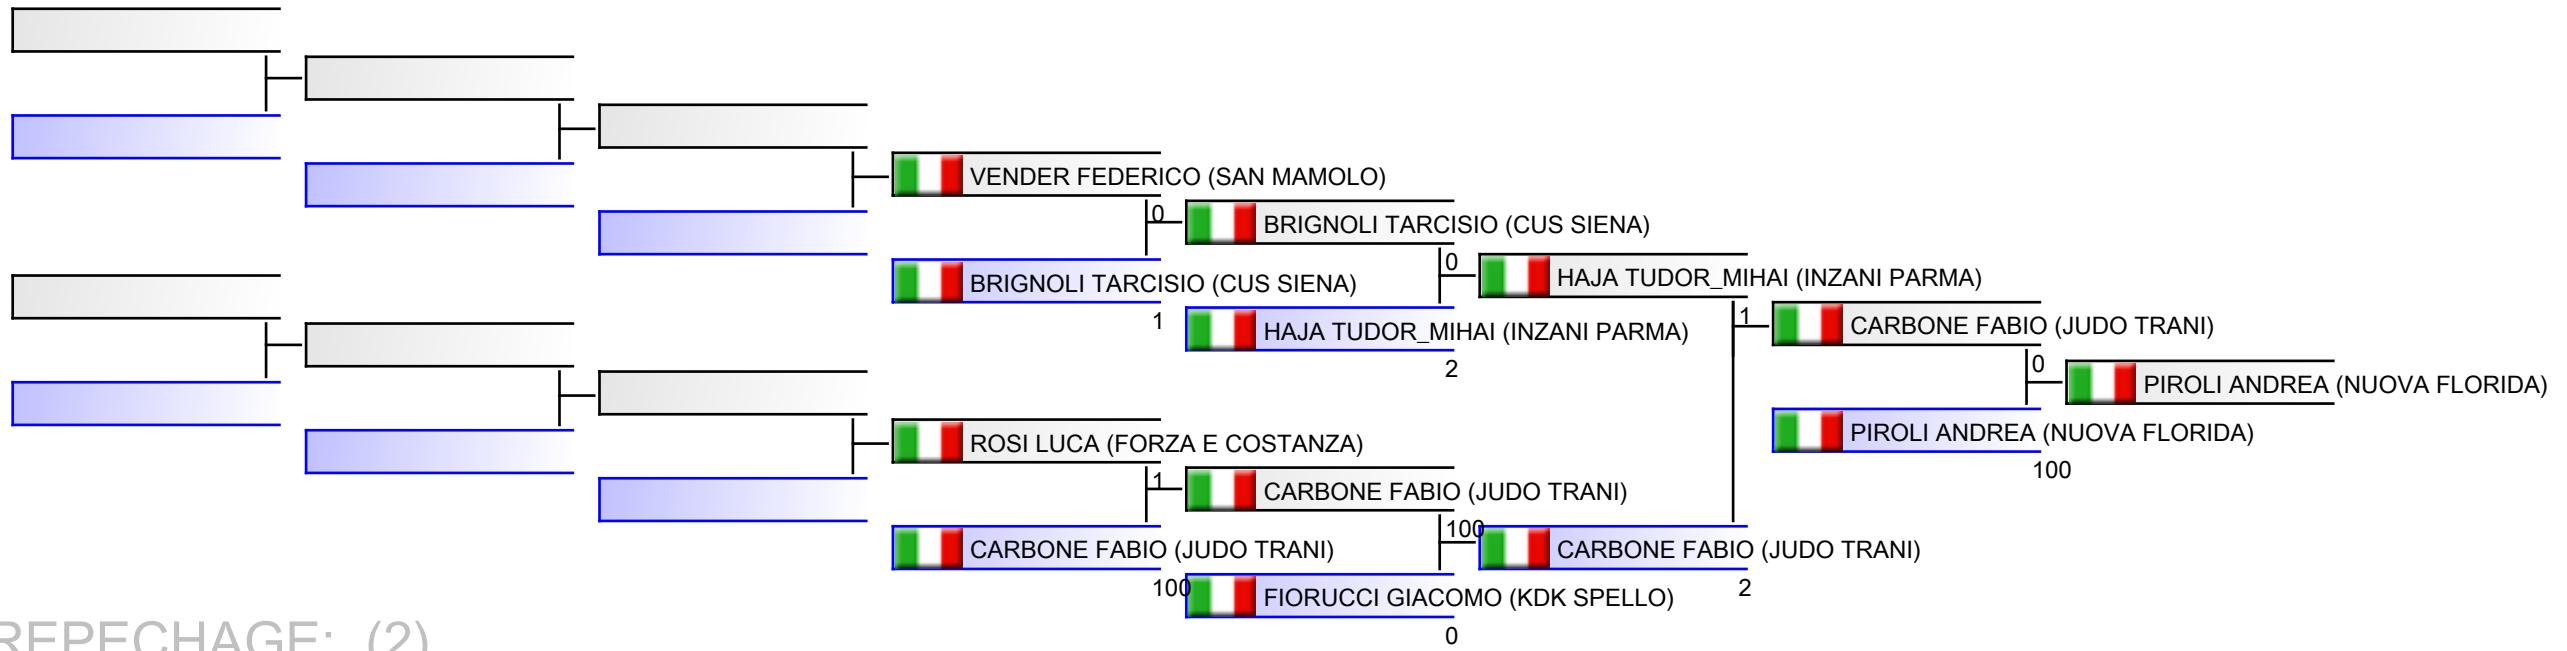 VENDER FEDERICO (SAN MAMOLO)
0
BRIGNOLI TARCISIO (CUS SIENA)
BRIGNOLI TARCISIO (CUS SIENA)
1
0
HAJA TUDOR_MIHAI (INZANI PARMA)
HAJA TUDOR_MIHAI (INZANI PARMA)
2
1
CARBONE FABIO (JUDO TRANI)
0
PIROLI ANDREA (NUOVA FLORIDA)
PIROLI ANDREA (NUOVA FLORIDA)
100
ROSI LUCA (FORZA E COSTANZA)
1
CARBONE FABIO (JUDO TRANI)
CARBONE FABIO (JUDO TRANI)
100
100
CARBONE FABIO (JUDO TRANI)
2
FIORUCCI GIACOMO (KDK SPELLO)
0
REPECHAGE: (2)